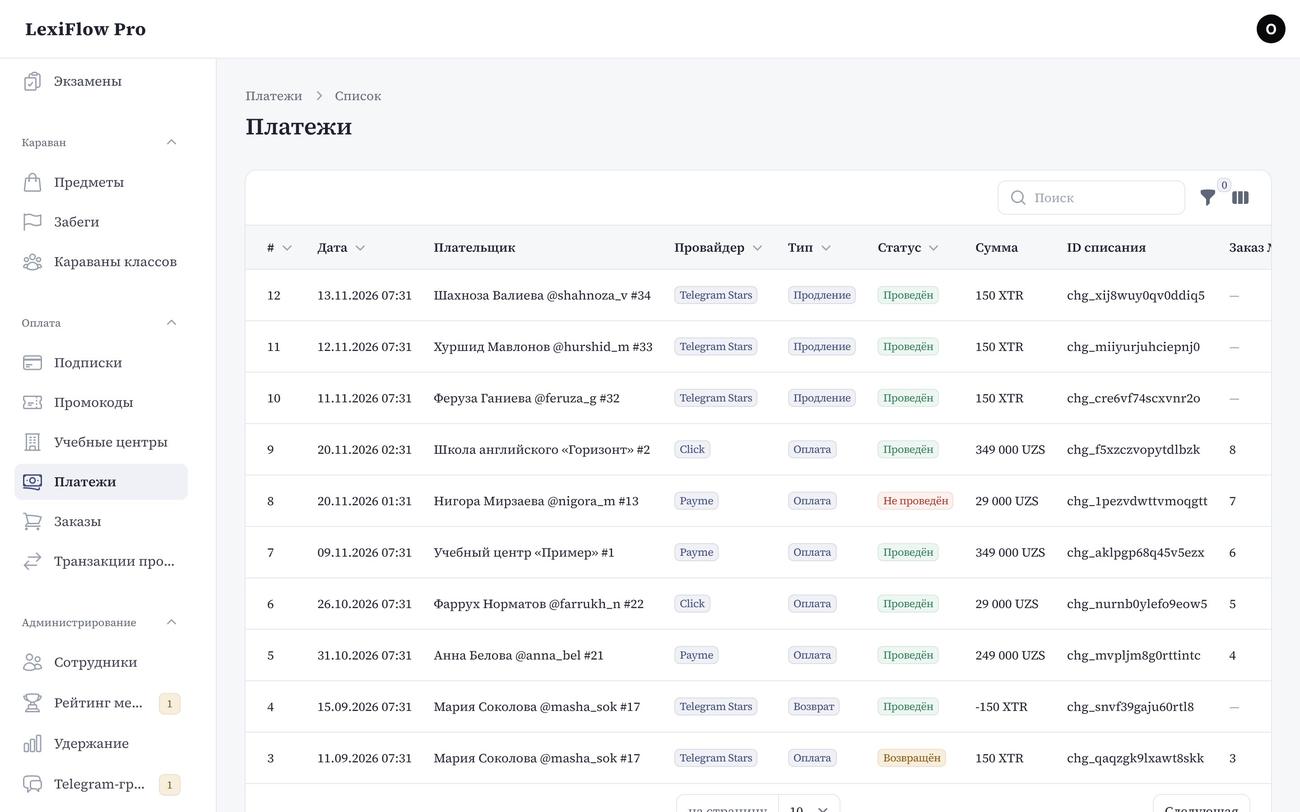 LexiFlow Pro
O
Экзамены
Караван
Предметы
Забеги
Караваны классов
Оплата
Подписки
Промокоды
Учебные центры
Платежи
Заказы
Транзакции про...
Администрирование
Сотрудники
Рейтинг ме... 1
Удержание
Telegram-гр... 1
Платежи > Список
Платежи
Поиск
0
# Дата Плательщик Провайдер Тип Статус Сумма ID списания Заказ
12 13.11.2026 07:31 Шахноза Валиева @shahnoza_v #34 Telegram Stars Продление Проведён 150 XTR chg_xij8wuy0qv0ddiq5 —
11 12.11.2026 07:31 Хуршид Мавлонов @hurshid_m #33 Telegram Stars Продление Проведён 150 XTR chg_miiyurjuhciepnj0 —
10 11.11.2026 07:31 Феруза Ганиева @feruza_g #32 Telegram Stars Продление Проведён 150 XTR chg_cre6vf74scxvnr2o —
9 20.11.2026 02:31 Школа английского «Горизонт» #2 Click Оплата Проведён 349 000 UZS chg_f5xzczvopytdlbzk 8
8 20.11.2026 01:31 Нигора Мирзаева @nigora_m #13 Payme Оплата Не проведён 29 000 UZS chg_1pezvdwttvmoqgtt 7
7 09.11.2026 07:31 Учебный центр «Пример» #1 Payme Оплата Проведён 349 000 UZS chg_aklpgp68q45v5ezx 6
6 26.10.2026 07:31 Фаррух Норматов @farrukh_n #22 Click Оплата Проведён 29 000 UZS chg_nurnb0ylefo9eow5 5
5 31.10.2026 07:31 Анна Белова @anna_bel #21 Payme Оплата Проведён 249 000 UZS chg_mvpljm8g0rttintc 4
4 15.09.2026 07:31 Мария Соколова @masha_sok #17 Telegram Stars Возврат Проведён -150 XTR chg_snvf39gaju60rtl8 —
3 11.09.2026 07:31 Мария Соколова @masha_sok #17 Telegram Stars Оплата Возвращён 150 XTR chg_qaqzgk9lxawt8skk 3
на страницу 10 Следующая